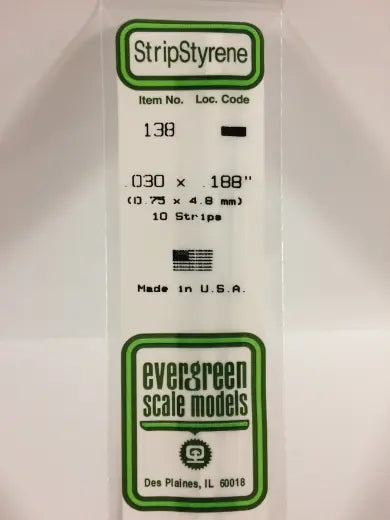 StripStyrene
Item No. Loc. Code
138
.030 x .188"
(0.75 x 4.8 mm)
10 Strips
Made in U.S.A.
evergreen
scale models
Des Plaines, IL 60018